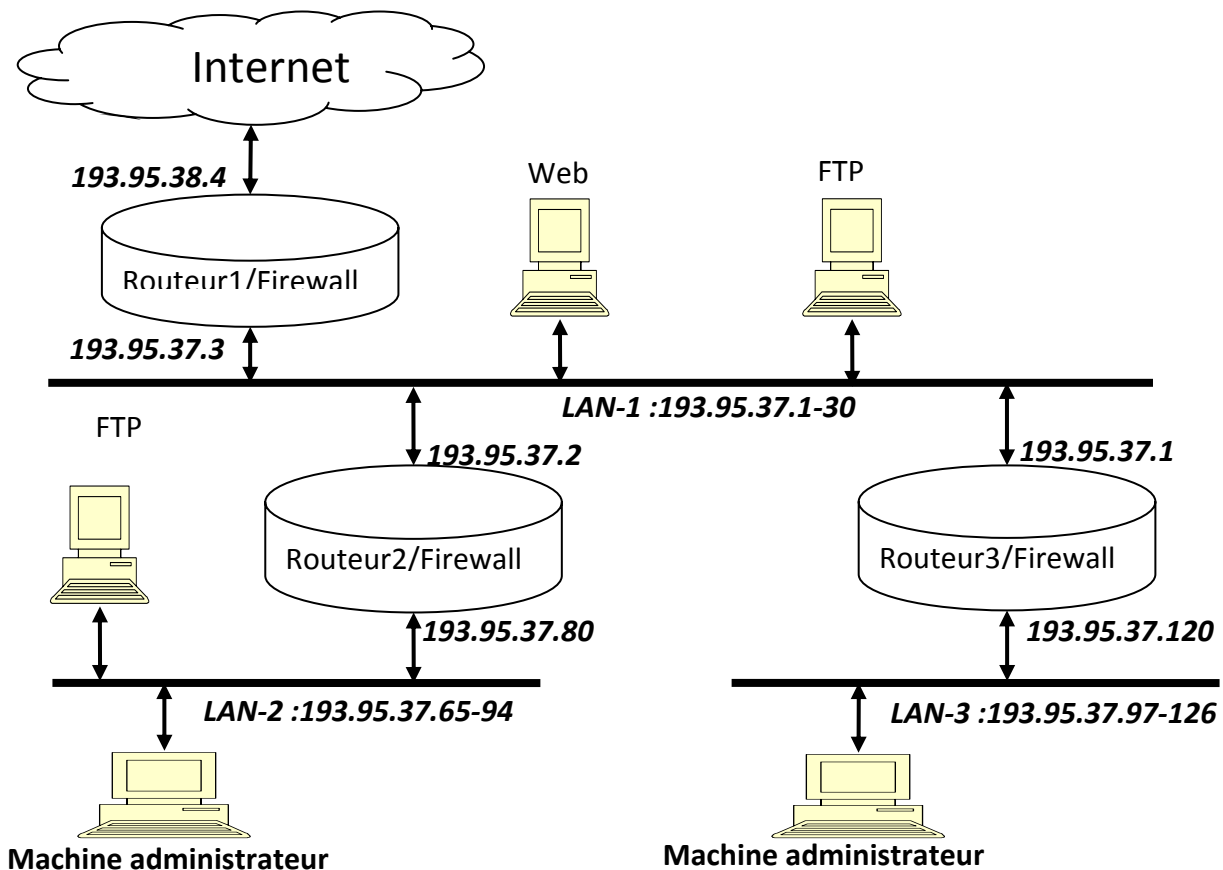 Internet
193.95.38.4
Web
FTP
Routeur1/Firewall
193.95.37.3
LAN-1 :193.95.37.1-30
FTP
193.95.37.2
193.95.37.1
Routeur2/Firewall
Routeur3/Firewall
193.95.37.80
193.95.37.120
LAN-2 :193.95.37.65-94
LAN-3 :193.95.37.97-126
Machine administrateur
Machine administrateur